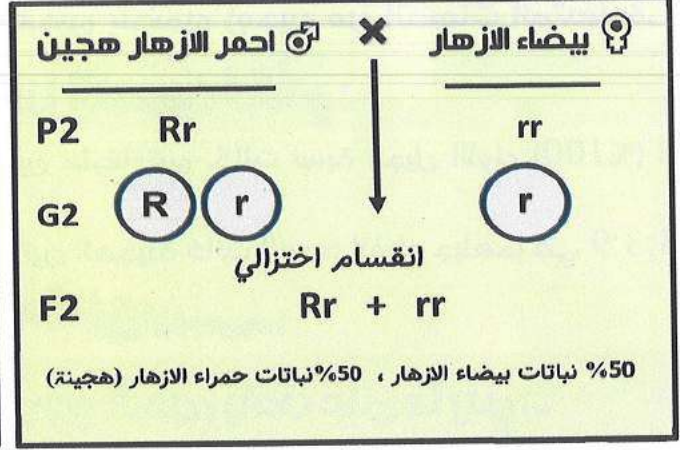 ♀ بيضاء الازهار × ♂ احمر الازهار هجين
P2 Rr rr
G2 R r r
انقسام اختزالي
F2 Rr + rr
50% نباتات بيضاء الازهار ، 50%نباتات حمراء الازهار (هجينة)